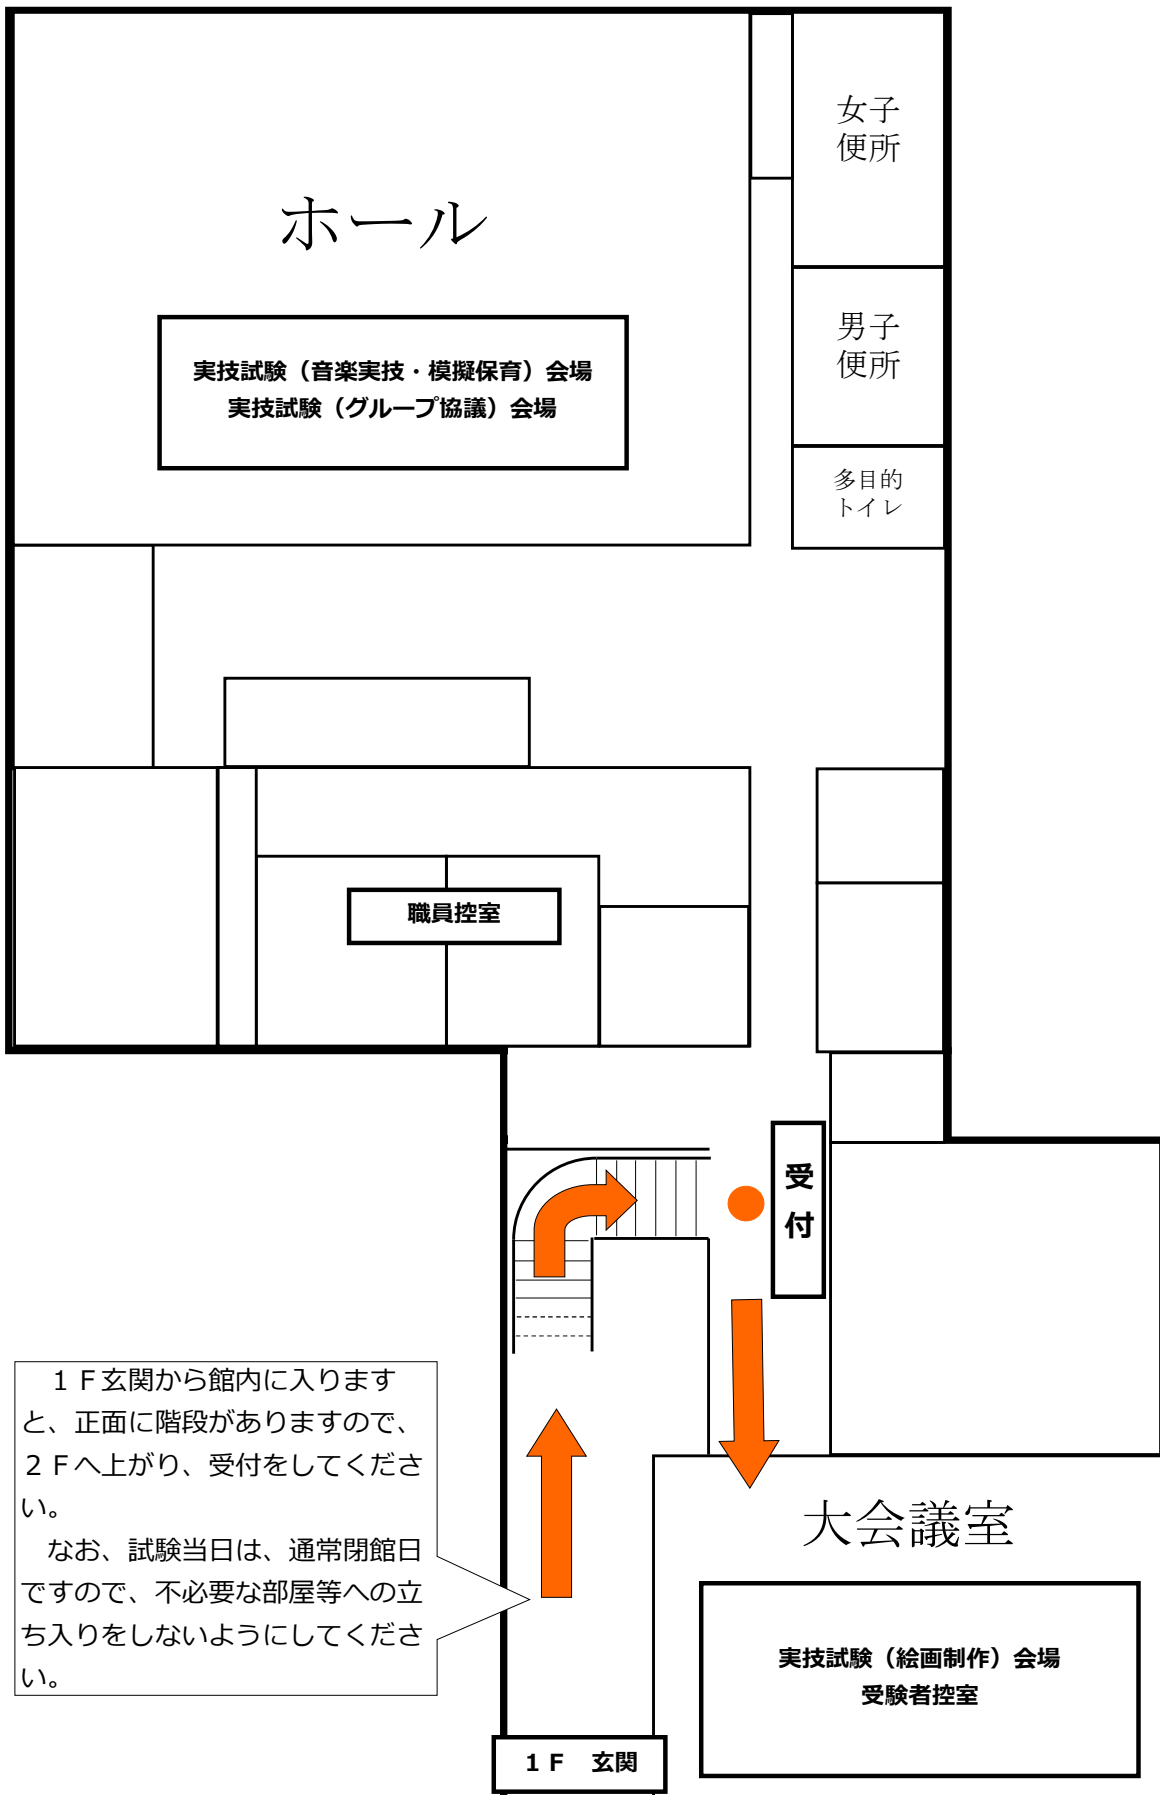 女子
便所
ホール
男子
便所
実技試験（音楽実技・模擬保育）会場
実技試験（グループ協議）会場
多目的
トイレ
職員控室
受
付
１Ｆ玄関から館内に入ります
と、正面に階段がありますので、
２Ｆへ上がり、受付をしてくださ
い。
なお、試験当日は、通常閉館日
ですので、不必要な部屋等への立
ち入りをしないようにしてくださ
い。
大会議室
実技試験（絵画制作）会場
受験者控室
１Ｆ　玄関